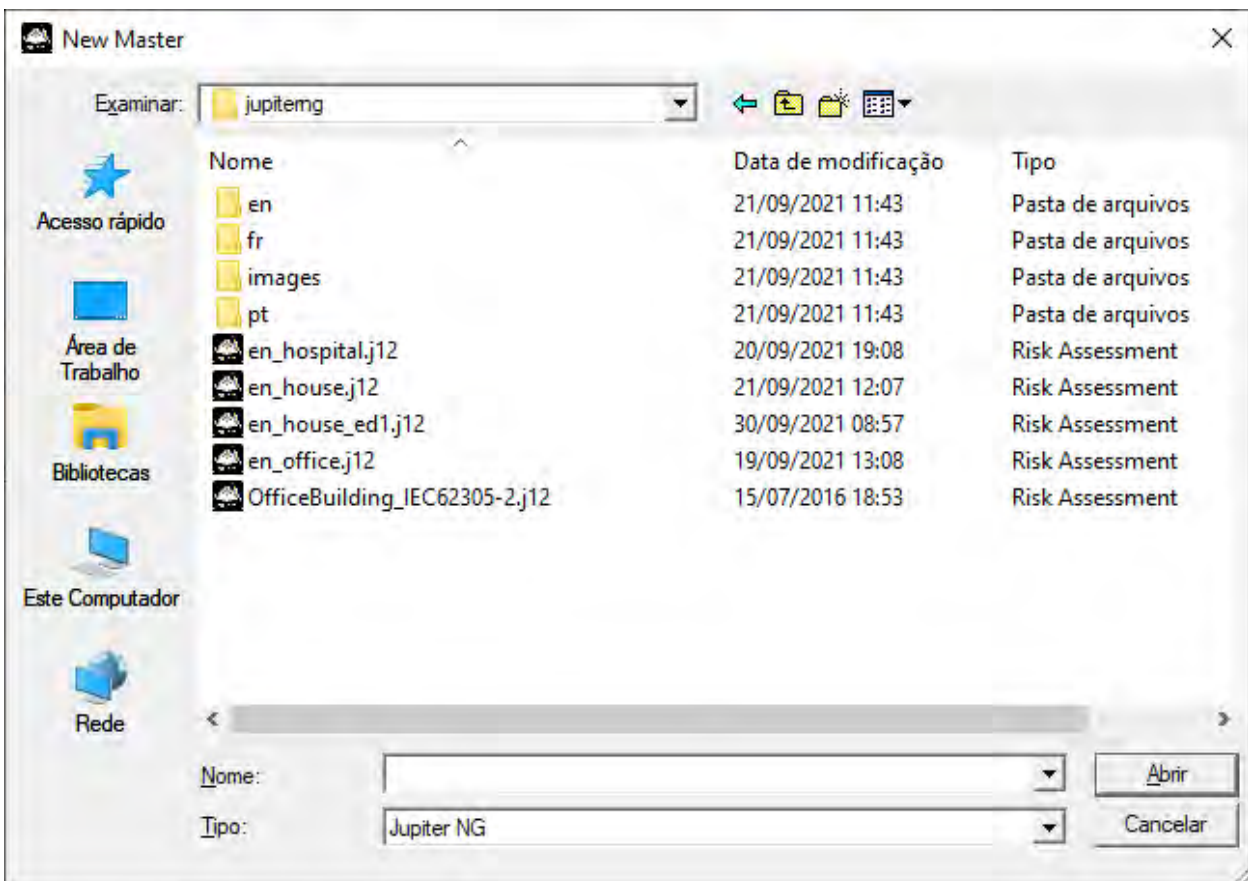 New Master
Examinar: jupiterng
Nome Data de modificação Tipo
en 21/09/2021 11:43 Pasta de arquivos
fr 21/09/2021 11:43 Pasta de arquivos
images 21/09/2021 11:43 Pasta de arquivos
pt 21/09/2021 11:43 Pasta de arquivos
en_hospital.j12 20/09/2021 19:08 Risk Assessment
en_house.j12 21/09/2021 12:07 Risk Assessment
en_house_ed1.j12 30/09/2021 08:57 Risk Assessment
en_office.j12 19/09/2021 13:08 Risk Assessment
OfficeBuilding_IEC62305-2.j12 15/07/2016 18:53 Risk Assessment
Acesso rápido
Área de
Trabalho
Bibliotecas
Este Computador
Rede
Nome:
Abrir
Tipo: Jupiter NG
Cancelar